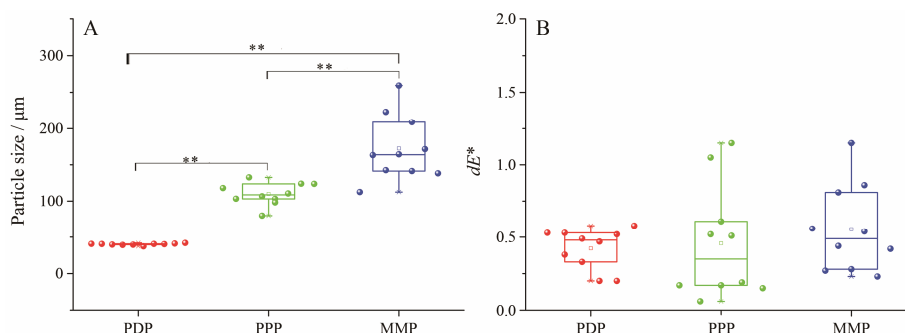 A
Particle size / μm
300
200
100
0
**
**
**
PDP
PPP
MMP
B
dE*
2.0
1.5
1.0
0.5
0.0
PDP
PPP
MMP